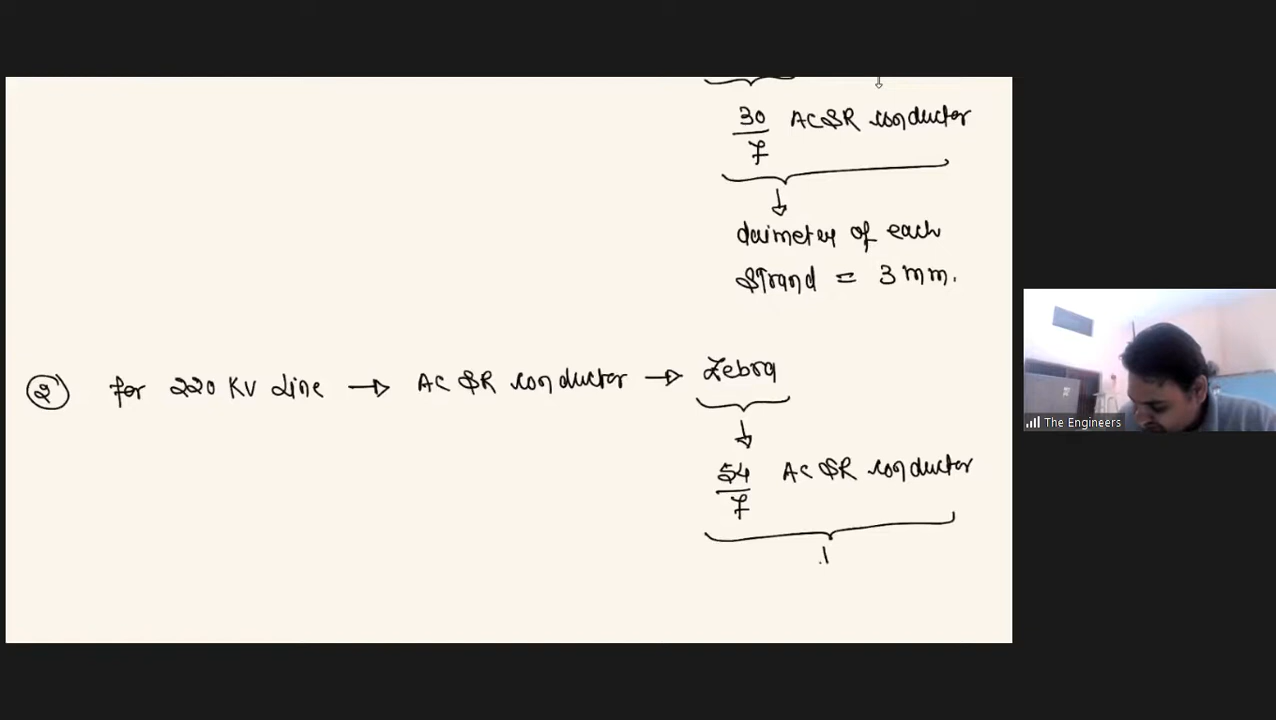 30
7
ACSR conductor
daimeter of each
strand = 3 mm.
2 for 220 KV Line → ACSR conductor → Zebra
54
7
ACSR conductor
The Engineers